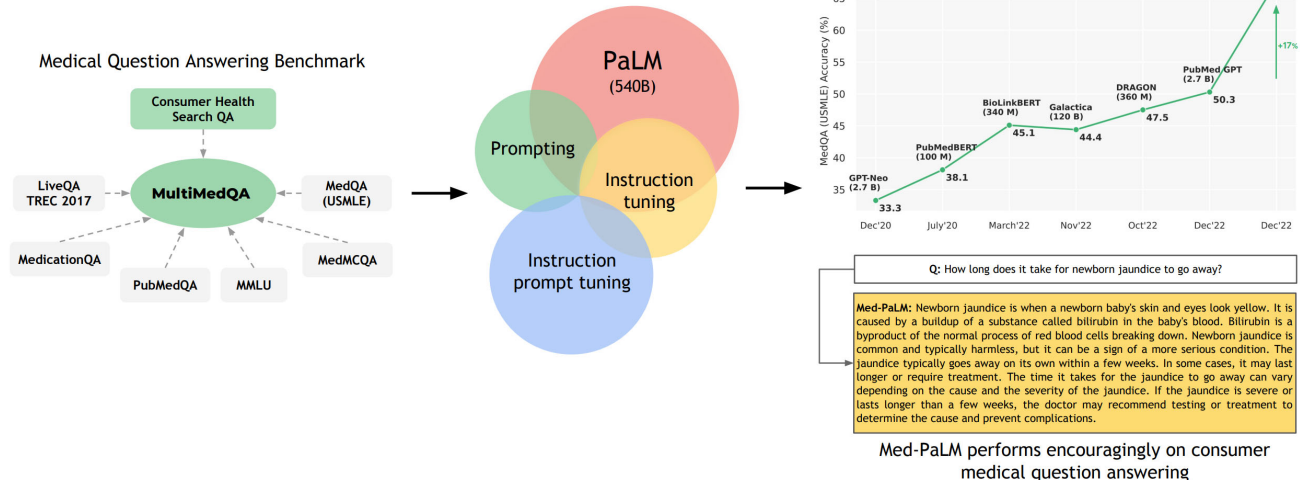 Medical Question Answering Benchmark
Consumer Health
Search QA
LiveQA
TREC 2017
MultiMedQA
MedQA
(USMLE)
MedicationQA
PubMedQA
MMLU
MedMCQA
PaLM
(540B)
Prompting
Instruction
tuning
Instruction
prompt tuning
MedQA (USMLE) Accuracy (%)
65
60
55
50
45
40
35
GPT-Neo
(2.7 B)
33.3
PubMedBERT
(100 M)
38.1
BioLinkBERT
(340 M)
45.1
Galactica
(120 B)
44.4
DRAGON
(360 M)
47.5
PubMed GPT
(2.7 B)
50.3
+17%
Dec'20
July'20
March'22
Nov'22
Oct'22
Dec'22
Dec'22
Q: How long does it take for newborn jaundice to go away?
Med-PaLM: Newborn jaundice is when a newborn baby's skin and eyes look yellow. It is
caused by a buildup of a substance called bilirubin in the baby's blood. Bilirubin is a
byproduct of the normal process of red blood cells breaking down. Newborn jaundice is
common and typically harmless, but it can be a sign of a more serious condition. The
jaundice typically goes away on its own within a few weeks. In some cases, it may last
longer or require treatment. The time it takes for the jaundice to go away can vary
depending on the cause and the severity of the jaundice. If the jaundice is severe or
lasts longer than a few weeks, the doctor may recommend testing or treatment to
determine the cause and prevent complications.
Med-PaLM performs encouragingly on consumer
medical question answering